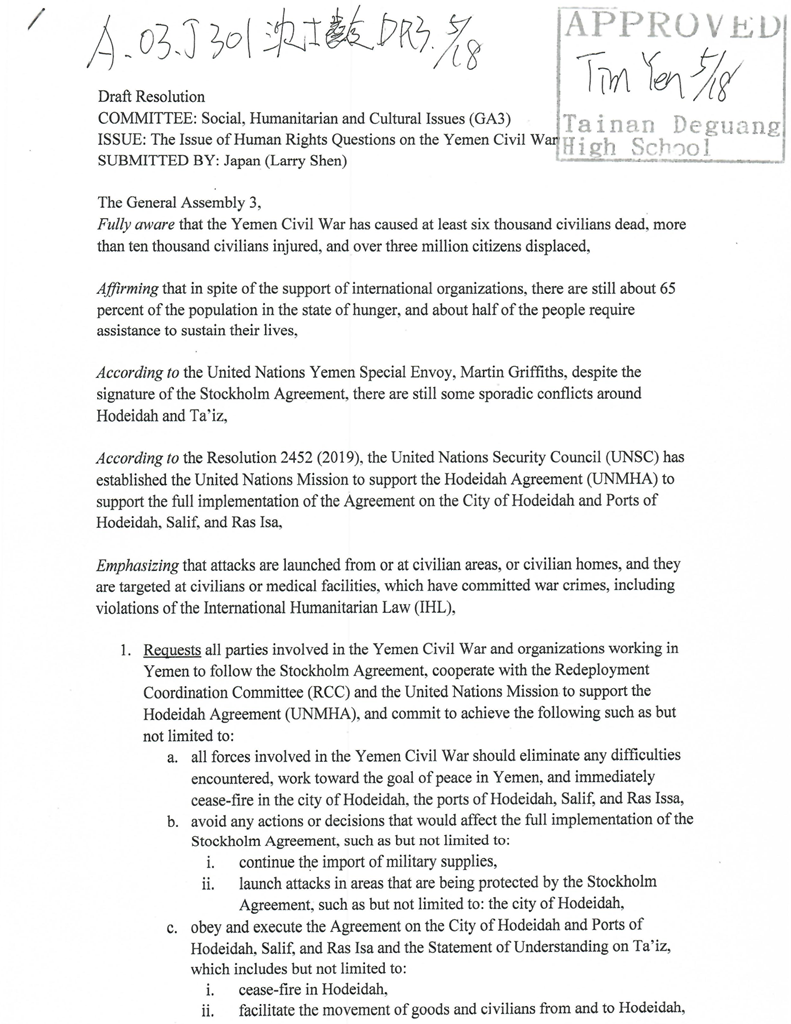 A.03.J301 沈士 DR3. 5/18
APPROVED
Tim Yen 5/18
Tainan Deguang
High School
Draft Resolution
COMMITTEE: Social, Humanitarian and Cultural Issues (GA3)
ISSUE: The Issue of Human Rights Questions on the Yemen Civil War
SUBMITTED BY: Japan (Larry Shen)
The General Assembly 3,
Fully aware that the Yemen Civil War has caused at least six thousand civilians dead, more
than ten thousand civilians injured, and over three million citizens displaced,
Affirming that in spite of the support of international organizations, there are still about 65
percent of the population in the state of hunger, and about half of the people require
assistance to sustain their lives,
According to the United Nations Yemen Special Envoy, Martin Griffiths, despite the
signature of the Stockholm Agreement, there are still some sporadic conflicts around
Hodeidah and Ta'iz,
According to the Resolution 2452 (2019), the United Nations Security Council (UNSC) has
established the United Nations Mission to support the Hodeidah Agreement (UNMHA) to
support the full implementation of the Agreement on the City of Hodeidah and Ports of
Hodeidah, Salif, and Ras Isa,
Emphasizing that attacks are launched from or at civilian areas, or civilian homes, and they
are targeted at civilians or medical facilities, which have committed war crimes, including
violations of the International Humanitarian Law (IHL),
1. Requests all parties involved in the Yemen Civil War and organizations working in
Yemen to follow the Stockholm Agreement, cooperate with the Redeployment
Coordination Committee (RCC) and the United Nations Mission to support the
Hodeidah Agreement (UNMHA), and commit to achieve the following such as but
not limited to:
a. all forces involved in the Yemen Civil War should eliminate any difficulties
encountered, work toward the goal of peace in Yemen, and immediately
cease-fire in the city of Hodeidah, the ports of Hodeidah, Salif, and Ras Issa,
b. avoid any actions or decisions that would affect the full implementation of the
Stockholm Agreement, such as but not limited to:
i. continue the import of military supplies,
ii. launch attacks in areas that are being protected by the Stockholm
Agreement, such as but not limited to: the city of Hodeidah,
c. obey and execute the Agreement on the City of Hodeidah and Ports of
Hodeidah, Salif, and Ras Isa and the Statement of Understanding on Ta'iz,
which includes but not limited to:
i. cease-fire in Hodeidah,
ii. facilitate the movement of goods and civilians from and to Hodeidah,